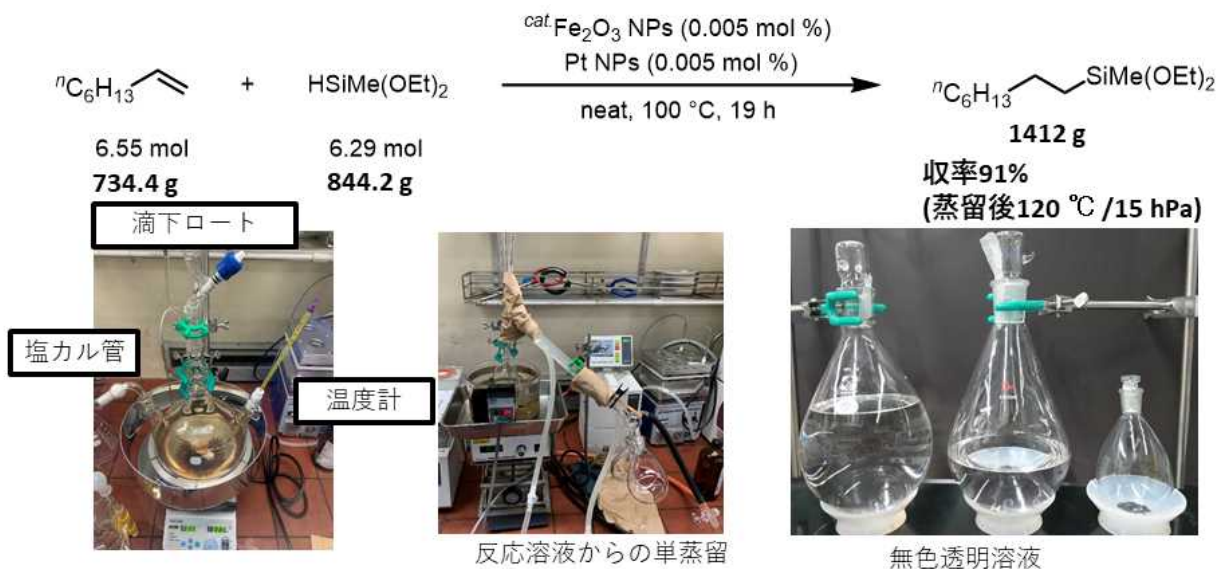 cat.Fe2O3 NPs (0.005 mol %)
Pt NPs (0.005 mol %)
nC6H13
+
HSiMe(OEt)2
neat, 100 °C, 19 h
nC6H13
SiMe(OEt)2
6.55 mol
6.29 mol
734.4 g
844.2 g
1412 g
収率91%
(蒸留後120 ℃ /15 hPa)
滴下ロート
塩カル管
温度計
反応溶液からの単蒸留
無色透明溶液